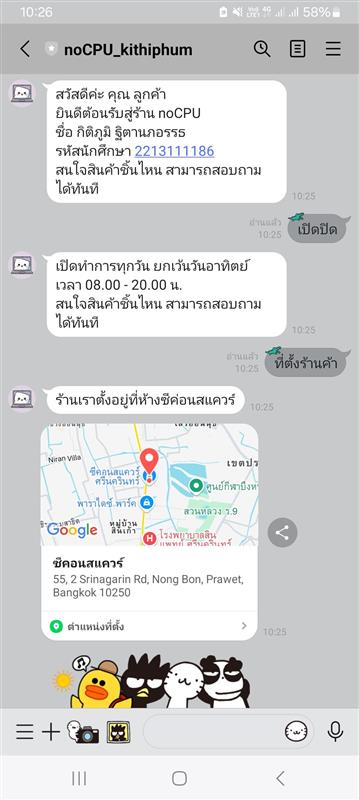 10:26
Vo) 4G
LTE1
58%
noCPU_kithiphum
สวัสดีค่ะ คุณ ลูกค้า
ยินดีต้อนรับสู่ร้าน noCPU
ชื่อ กิติภูมิ ฐิตานภอรรธ
รหัสนักศึกษา 2213111186
สนใจสินค้าชิ้นไหน สามารถสอบถาม
ได้ทันที
10:25
อ่านแล้ว
10:25
เปิดปิด
เปิดทำการทุกวัน ยกเว้นวันอาทิตย์
เวลา 08.00 - 20.00 น.
สนใจสินค้าชิ้นไหน สามารถสอบถาม
ได้ทันที
10:25
อ่านแล้ว
10:25
ที่ตั้งร้านค้า
ร้านเราตั้งอยู่ที่ห้างซีค่อนสแควร์
10:25
Niran Villa
ซีคอนสแควร์
ศรีนครินทร์
เขตประ
ศูนย์กีฬาบึงห
พาราไดซ์ พาร์ค
สวนหลวง ร.9
Google
หมู่บ้าน
สินเก้า
H
โรงพยาบาลสิน
แพทย์ ศรีนครินทร์
ซีคอนสแควร์
55, 2 Srinagarin Rd, Nong Bon, Prawet,
Bangkok 10250
ตำแหน่งที่ตั้ง
10:25